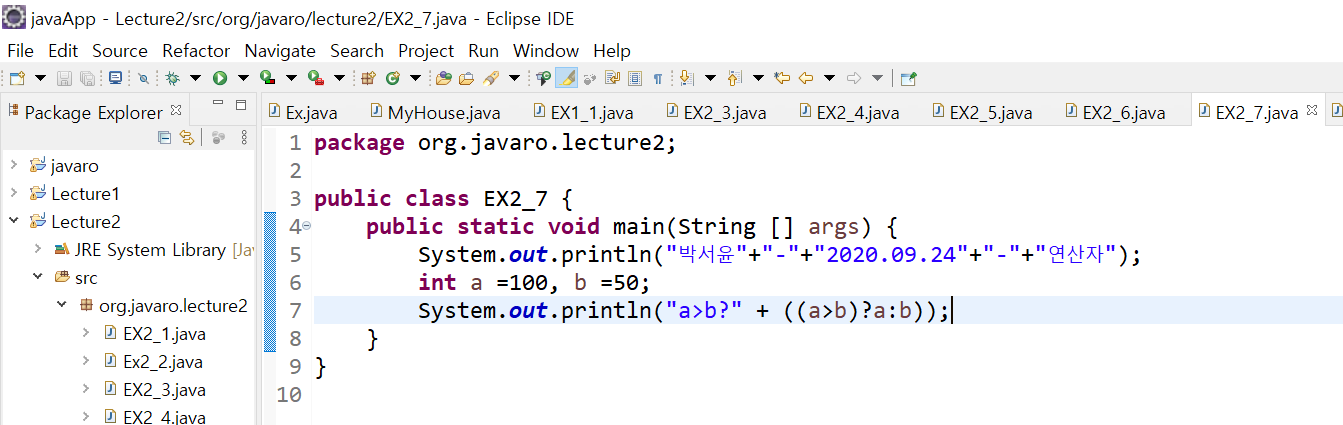 javaApp - Lecture2/src/org/javaro/lecture2/EX2_7.java - Eclipse IDE
File Edit Source Refactor Navigate Search Project Run Window Help
Package Explorer
javaro
Lecture1
Lecture2
JRE System Library [Jav
src
org.javaro.lecture2
EX2_1.java
Ex2_2.java
EX2_3.java
EX2_4.java
Ex.java MyHouse.java EX1_1.java EX2_3.java EX2_4.java EX2_5.java EX2_6.java EX2_7.java
1 package org.javaro.lecture2;
2
3 public class EX2_7 {
4 public static void main(String [] args) {
5 System.out.println("박서윤"+"-"+"2020.09.24"+"-"+"연산자");
6 int a =100, b =50;
7 System.out.println("a>b?" + ((a>b)?a:b));
8 }
9 }
10